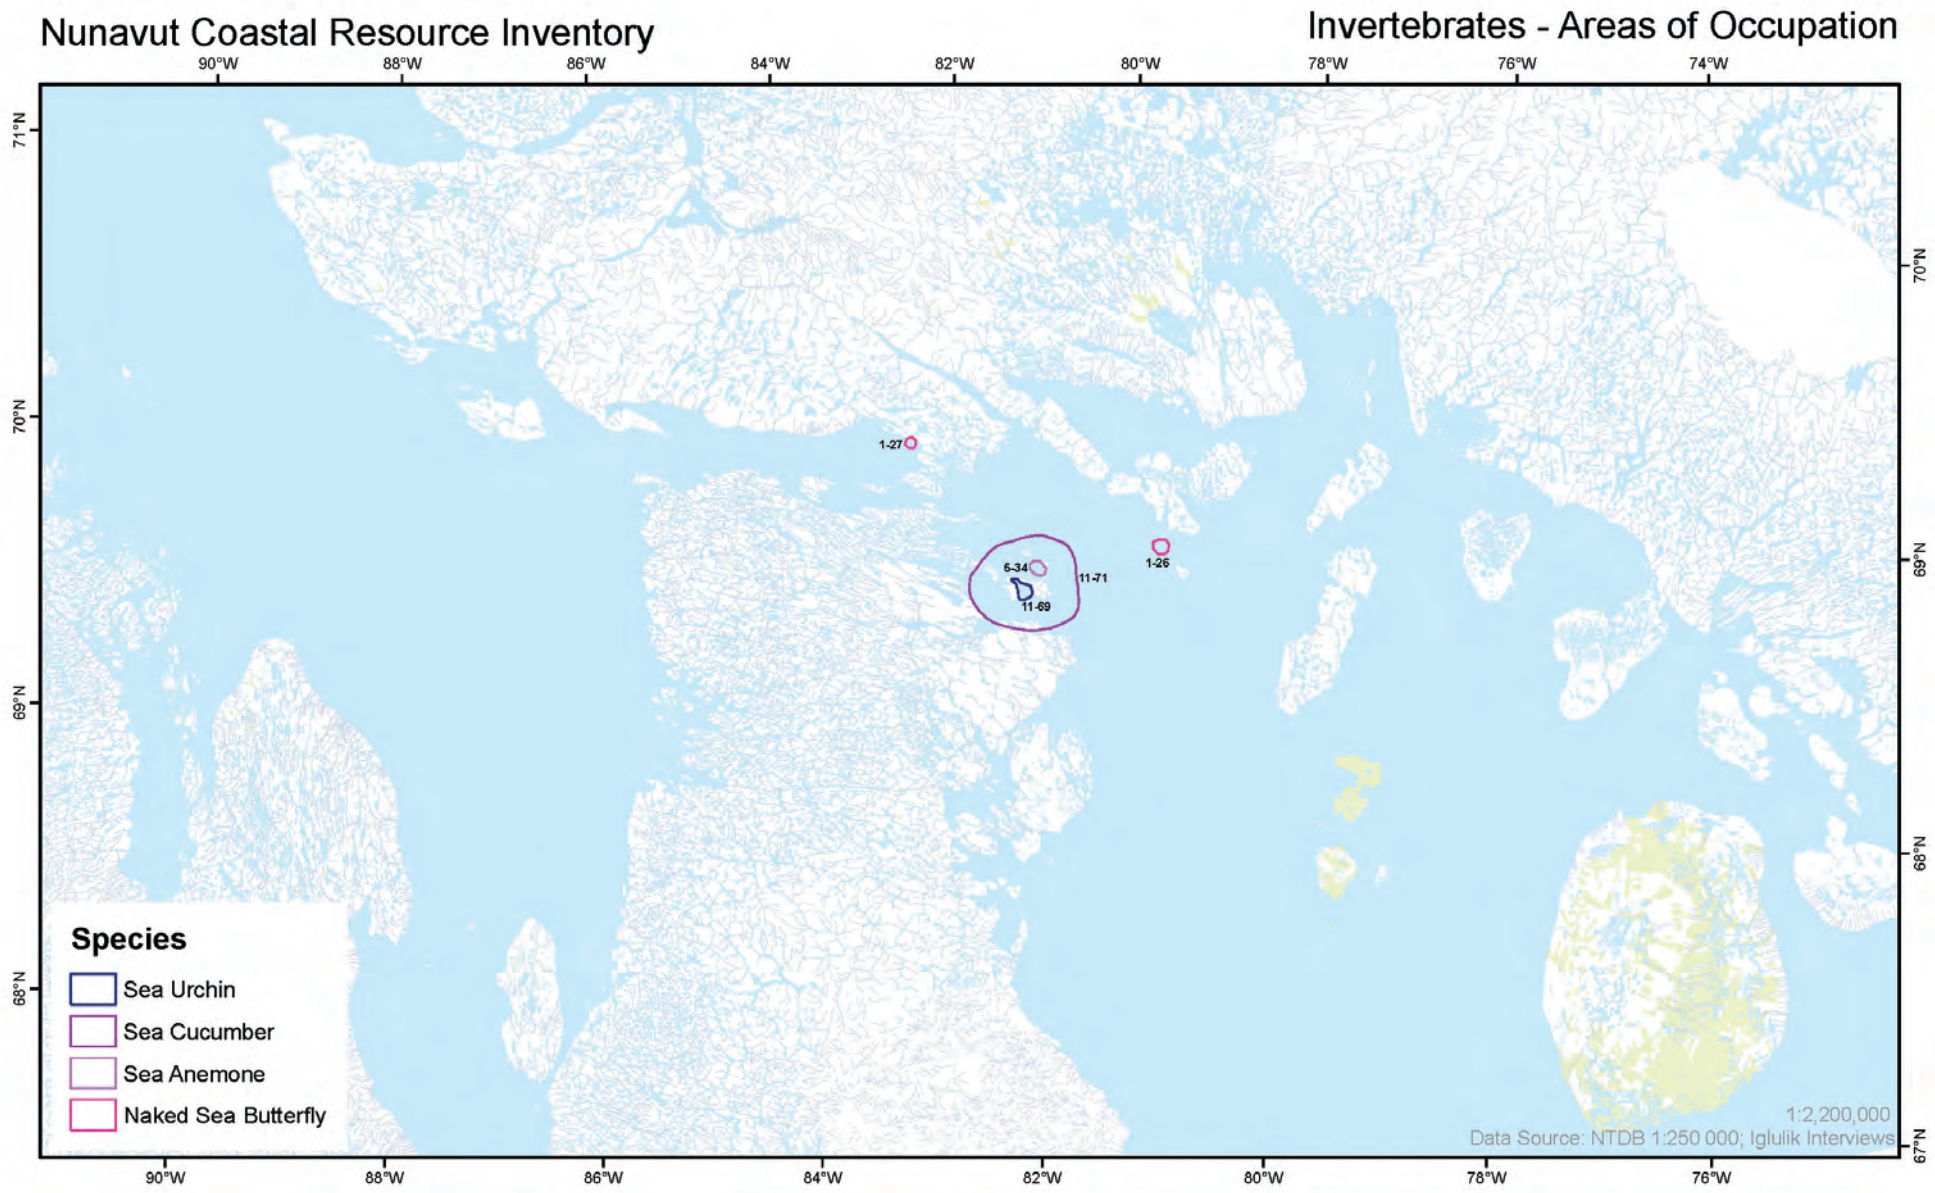 Nunavut Coastal Resource Inventory
Invertebrates - Areas of Occupation
90°W 88°W 86°W 84°W 82°W 80°W 78°W 76°W 74°W
71°N
70°N
70°N
1-27
69°N
1-26
6-34
11-71
11-69
69°N
68°N
68°N
67°N
Species
Sea Urchin
Sea Cucumber
Sea Anemone
Naked Sea Butterfly
1:2,200,000
Data Source: NTDB 1:250 000; Iglulik Interviews
90°W 88°W 86°W 84°W 82°W 80°W 78°W 76°W